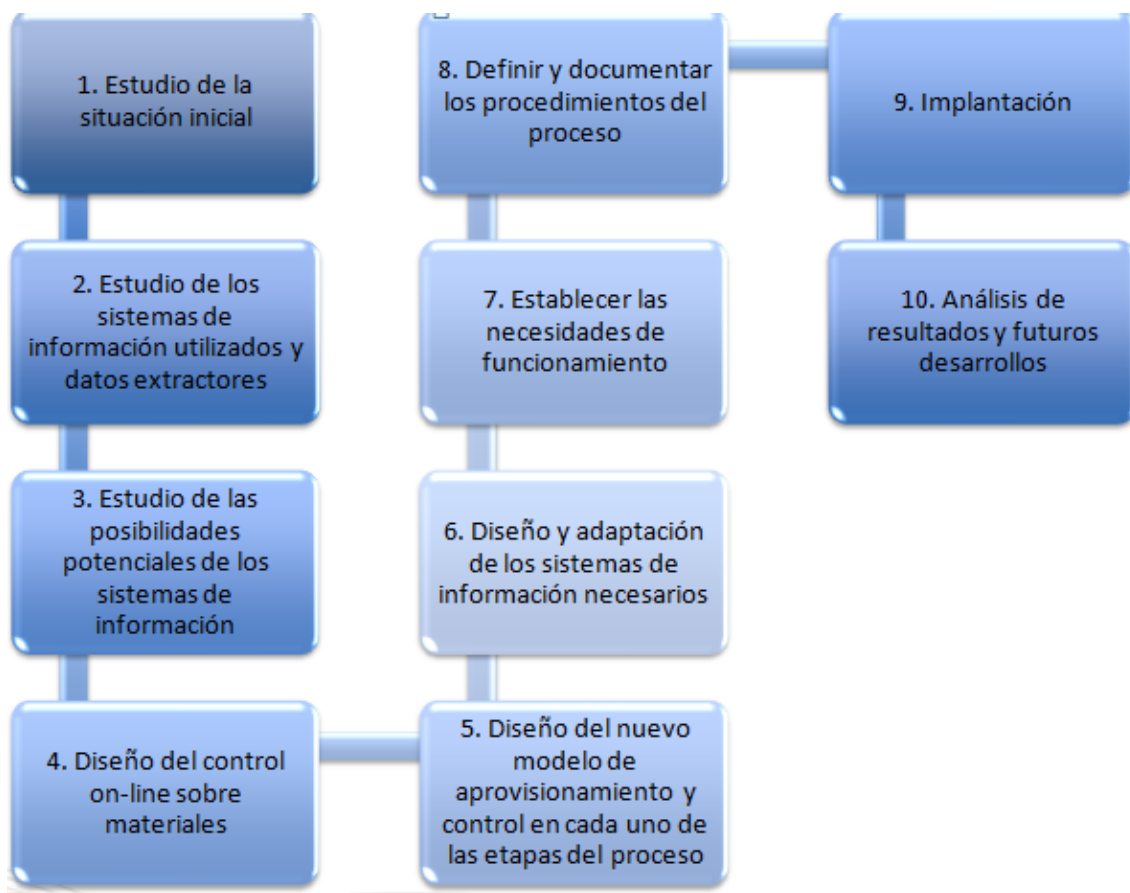 1. Estudio de la
situación inicial
2. Estudio de los
sistemas de
información utilizados y
datos extractores
3. Estudio de las
posibilidades
potenciales de los
sistemas de
información
4. Diseño del control
on-line sobre
materiales
5. Diseño del nuevo
modelo de
aprovisionamiento y
control en cada uno de
las etapas del proceso
6. Diseño y adaptación
de los sistemas de
información necesarios
7. Establecer las
necesidades de
funcionamiento
8. Definir y documentar
los procedimientos del
proceso
9. Implantación
10. Análisis de
resultados y futuros
desarrollos